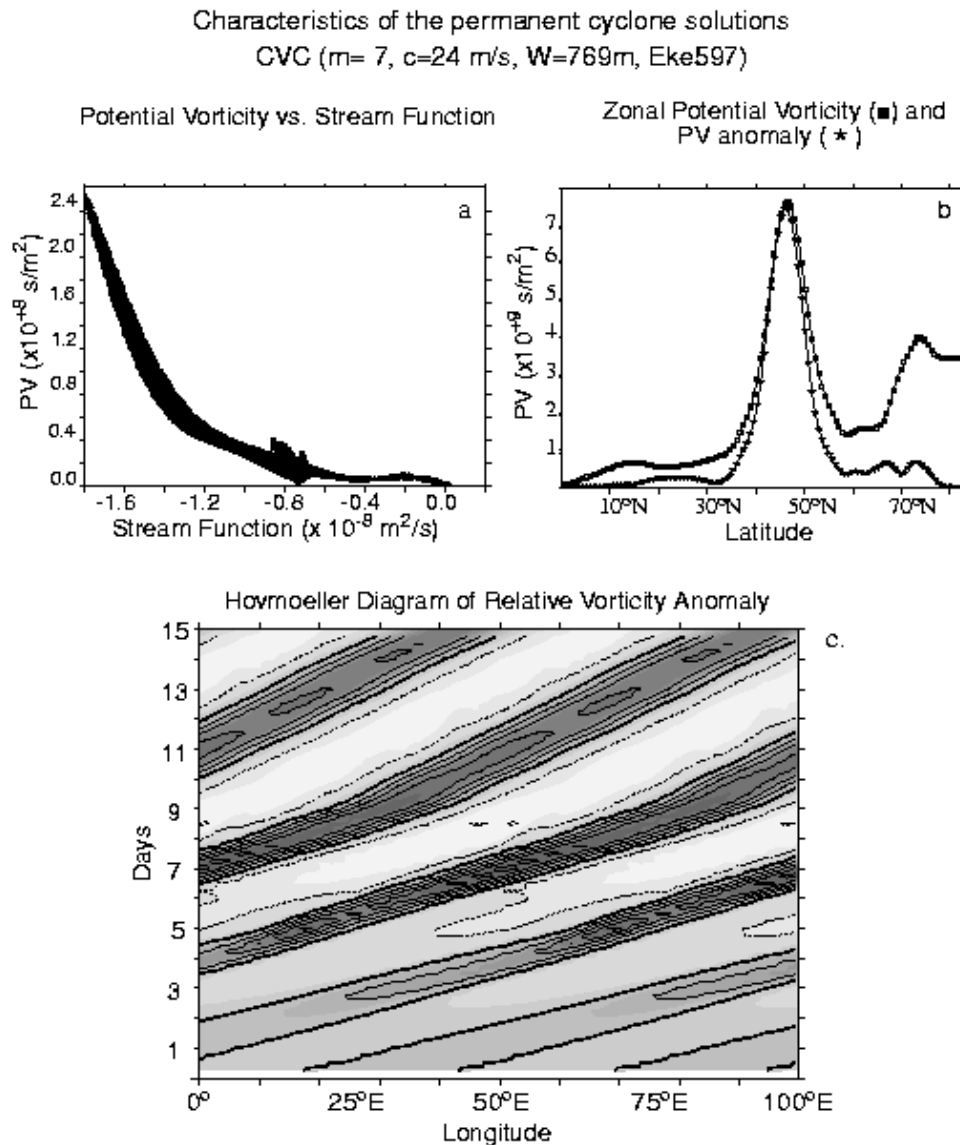 Characteristics of the permanent cyclone solutions
CVC (m= 7, c=24 m/s, W=769m, Eke597)
Potential Vorticity vs. Stream Function
Zonal Potential Vorticity (■) and
PV anomaly ( ★ )
a
PV (x10⁺⁹ s/m²)
2.4
2.0
1.6
1.2
0.8
0.4
0.0
-1.6 -1.2 -0.8 -0.4 0.0
Stream Function (x 10⁻⁹ m²/s)
b
PV (x10⁺⁹ s/m²)
7
6
5
4
3
2
1
10°N 30°N 50°N 70°N
Latitude
Hovmoeller Diagram of Relative Vorticity Anomaly
c.
Days
15
13
11
9
7
5
3
1
0° 25°E 50°E 75°E 100°E
Longitude